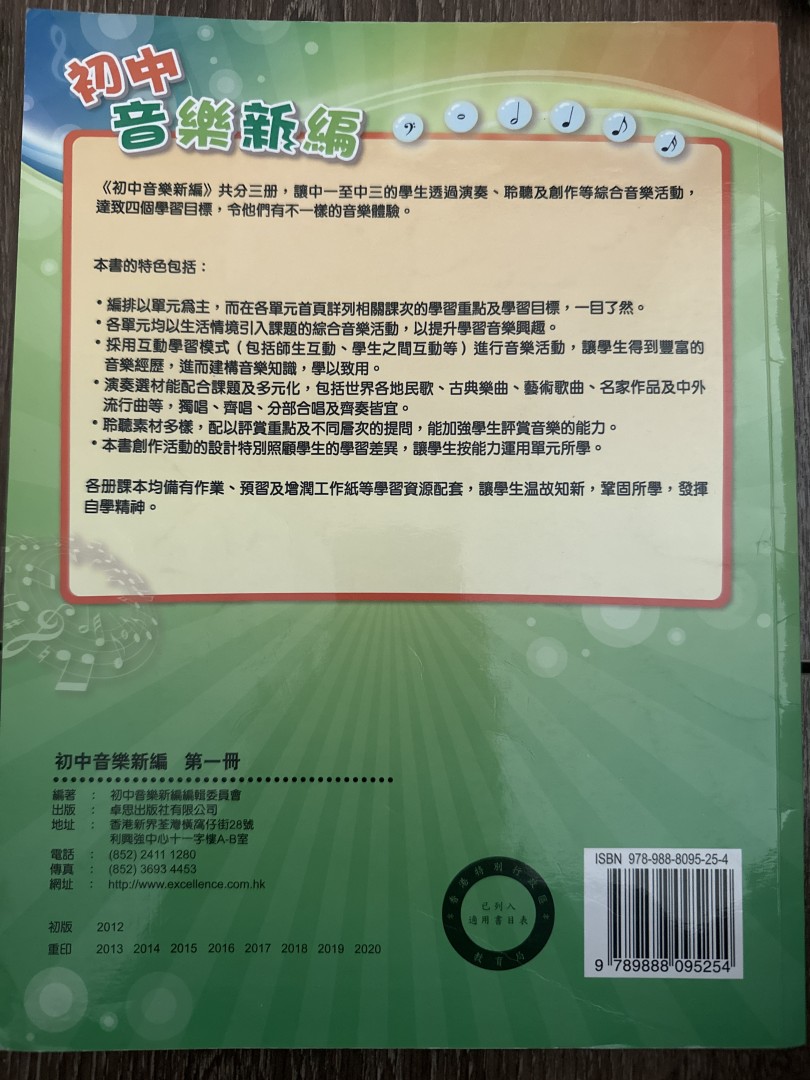 初中
音樂新編
《初中音樂新編》共分三冊，讓中一至中三的學生透過演奏、聆聽及創作等綜合音樂活動，
達致四個學習目標，令他們有不一樣的音樂體驗。
本書的特色包括：
• 編排以單元為主，而在各單元首頁詳列相關課次的學習重點及學習目標，一目了然。
• 各單元均以生活情境引入課題的綜合音樂活動，以提升學習音樂興趣。
• 採用互動學習模式（包括師生互動、學生之間互動等）進行音樂活動，讓學生得到豐富的
音樂經歷，進而建構音樂知識，學以致用。
• 演奏選材能配合課題及多元化，包括世界各地民歌、古典樂曲、藝術歌曲、名家作品及中外
流行曲等，獨唱、齊唱、分部合唱及齊奏皆宜。
• 聆聽素材多樣，配以評賞重點及不同層次的提問，能加強學生評賞音樂的能力。
• 本書創作活動的設計特別照顧學生的學習差異，讓學生按能力運用單元所學。
各冊課本均備有作業、預習及增潤工作紙等學習資源配套，讓學生温故知新，鞏固所學，發揮
自學精神。
初中音樂新編 第一冊
編著 ： 初中音樂新編編輯委員會
出版 ： 卓思出版社有限公司
地址 ： 香港新界荃灣橫窩仔街28號
利興強中心十一字樓A-B室
電話 ： (852) 2411 1280
傳真 ： (852) 3693 4453
網址 ： http://www.excellence.com.hk
初版 2012
重印 2013 2014 2015 2016 2017 2018 2019 2020
香港特別行政區
已列入
適用書目表
教育局
ISBN 978-988-8095-25-4
9 789888 095254